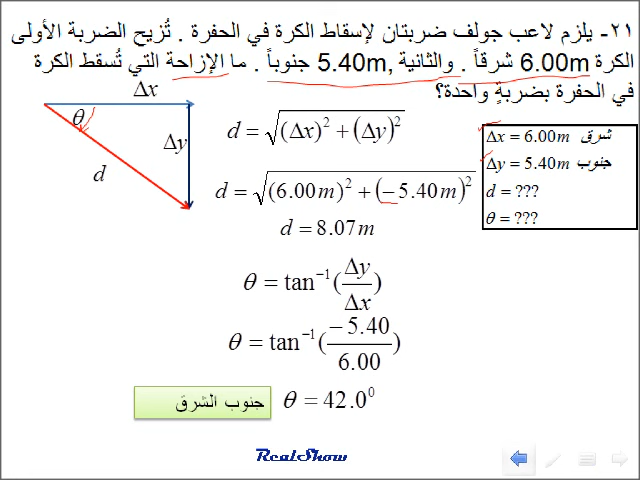 ٢١- يلزم لاعب جولف ضربتان لإسقاط الكرة في الحفرة . تُزيح الضربة الأولى
الكرة 6.00m شرقاً . والثانية ,5.40m جنوباً . ما الإزاحة التي تُسقط الكرة
في الحفرة بضربةٍ واحدة؟
Δx
θ
Δy
d
d = √((Δx)² + (Δy)²)
d = √((6.00m)² + (−5.40m)²)
d = 8.07m
θ = tan⁻¹(Δy/Δx)
θ = tan⁻¹(−5.40/6.00)
θ = 42.0⁰
جنوب الشرق
Δx = 6.00m شرق
Δy = 5.40m جنوب
d = ???
θ = ???
RealShow